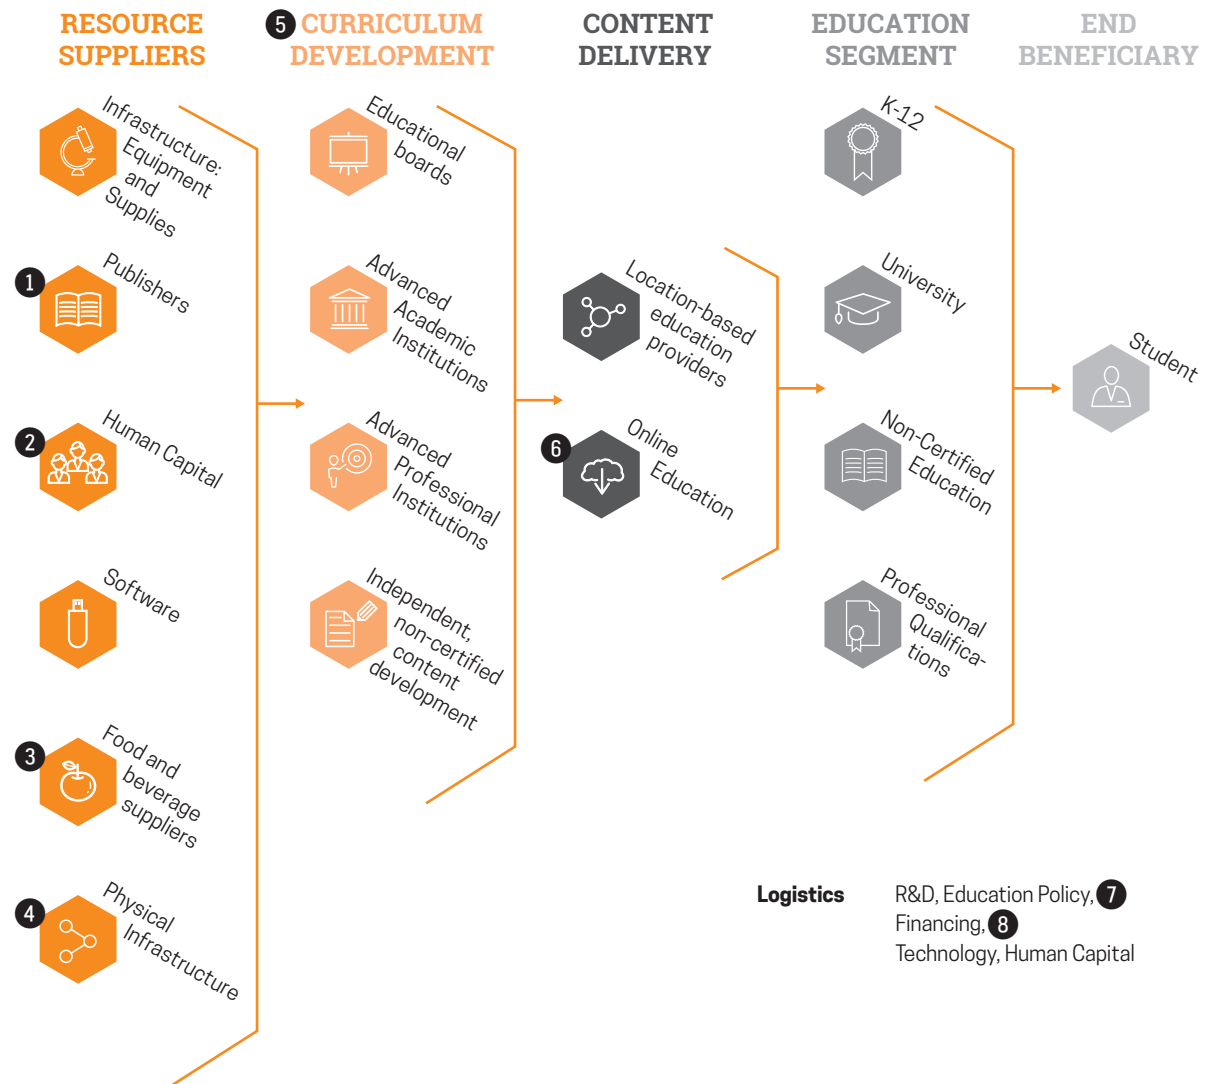 RESOURCE
SUPPLIERS
Infrastructure:
Equipment
and
Supplies
1
Publishers
2
Human Capital
Software
3
Food and
beverage
suppliers
4
Physical
Infrastructure
5 CURRICULUM
DEVELOPMENT
Educational
boards
Advanced
Academic
Institutions
Advanced
Professional
Institutions
Independent,
non-certified
content
development
CONTENT
DELIVERY
Location-based
education
providers
6
Online
Education
EDUCATION
SEGMENT
K-12
University
Non-Certified
Education
Professional
Qualifica-
tions
END
BENEFICIARY
Student
Logistics
R&D, Education Policy, 7
Financing, 8
Technology, Human Capital